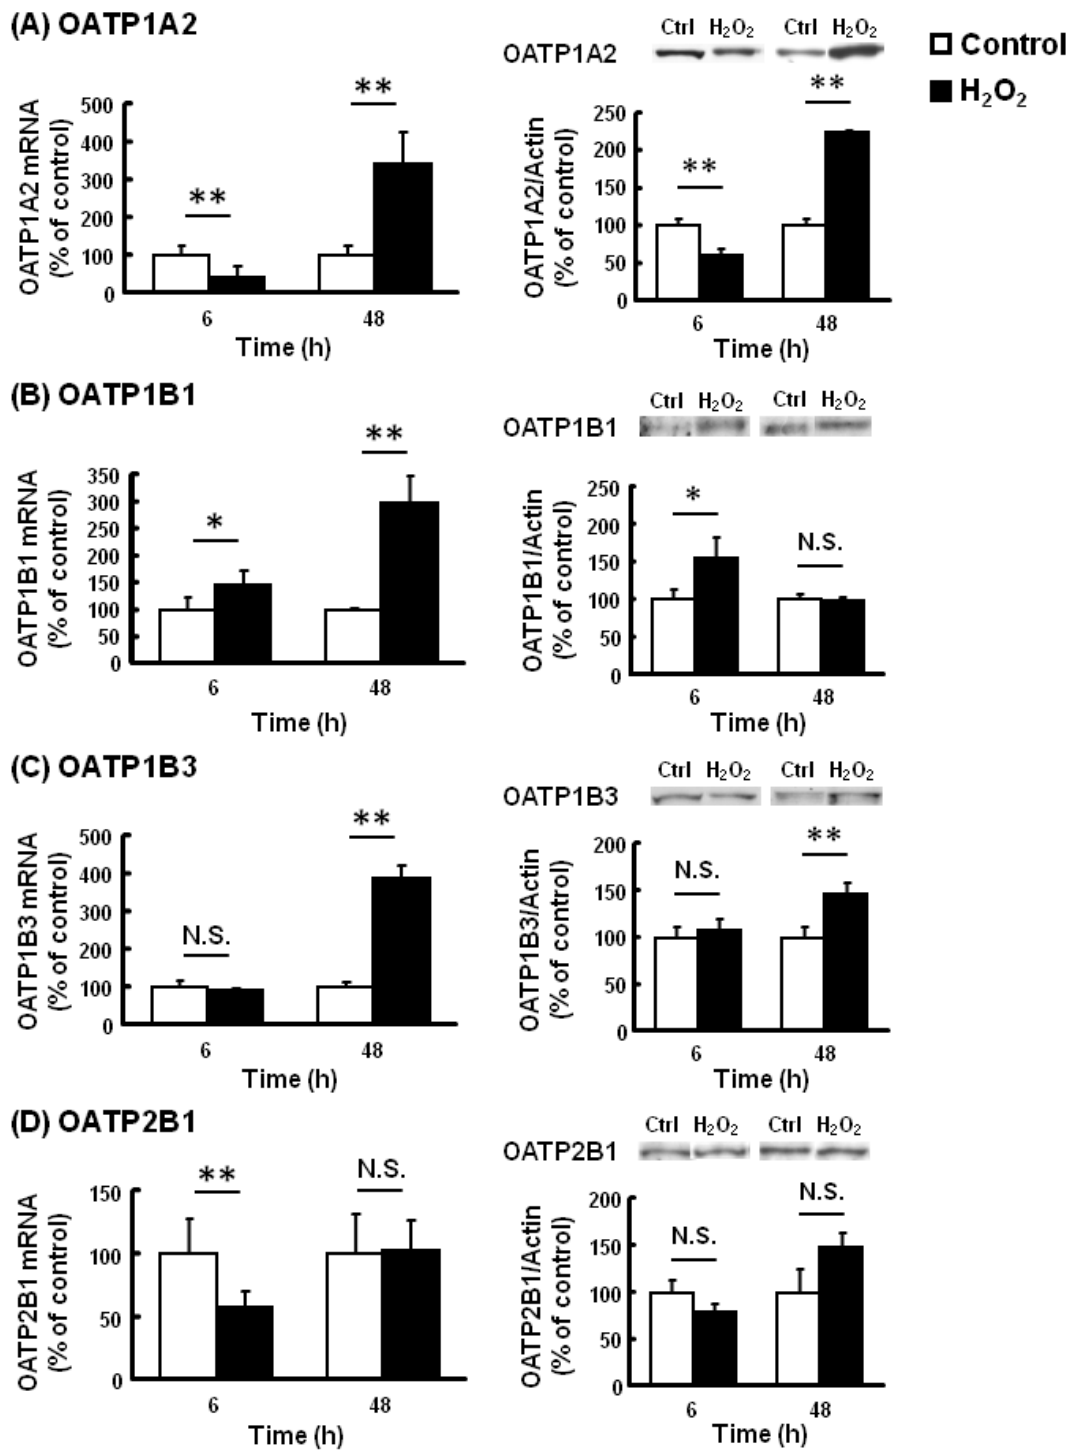 (A) OATP1A2
OATP1A2 mRNA
(% of control)
500
400
300
200
100
0
**
**
6
48
Time (h)
Ctrl H₂O₂ Ctrl H₂O₂
OATP1A2
OATP1A2/Actin
(% of control)
250
200
150
100
50
0
**
**
6
48
Time (h)
Control
H₂O₂
(B) OATP1B1
OATP1B1 mRNA
(% of control)
350
300
250
200
150
100
50
0
*
**
6
48
Time (h)
Ctrl H₂O₂ Ctrl H₂O₂
OATP1B1
OATP1B1/Actin
(% of control)
250
200
150
100
50
0
*
N.S.
6
48
Time (h)
(C) OATP1B3
OATP1B3 mRNA
(% of control)
500
400
300
200
100
0
N.S.
**
6
48
Time (h)
Ctrl H₂O₂ Ctrl H₂O₂
OATP1B3
OATP1B3/Actin
(% of control)
200
150
100
50
0
N.S.
**
6
48
Time (h)
(D) OATP2B1
OATP2B1 mRNA
(% of control)
150
100
50
0
**
N.S.
6
48
Time (h)
Ctrl H₂O₂ Ctrl H₂O₂
OATP2B1
OATP2B1/Actin
(% of control)
200
150
100
50
0
N.S.
N.S.
6
48
Time (h)